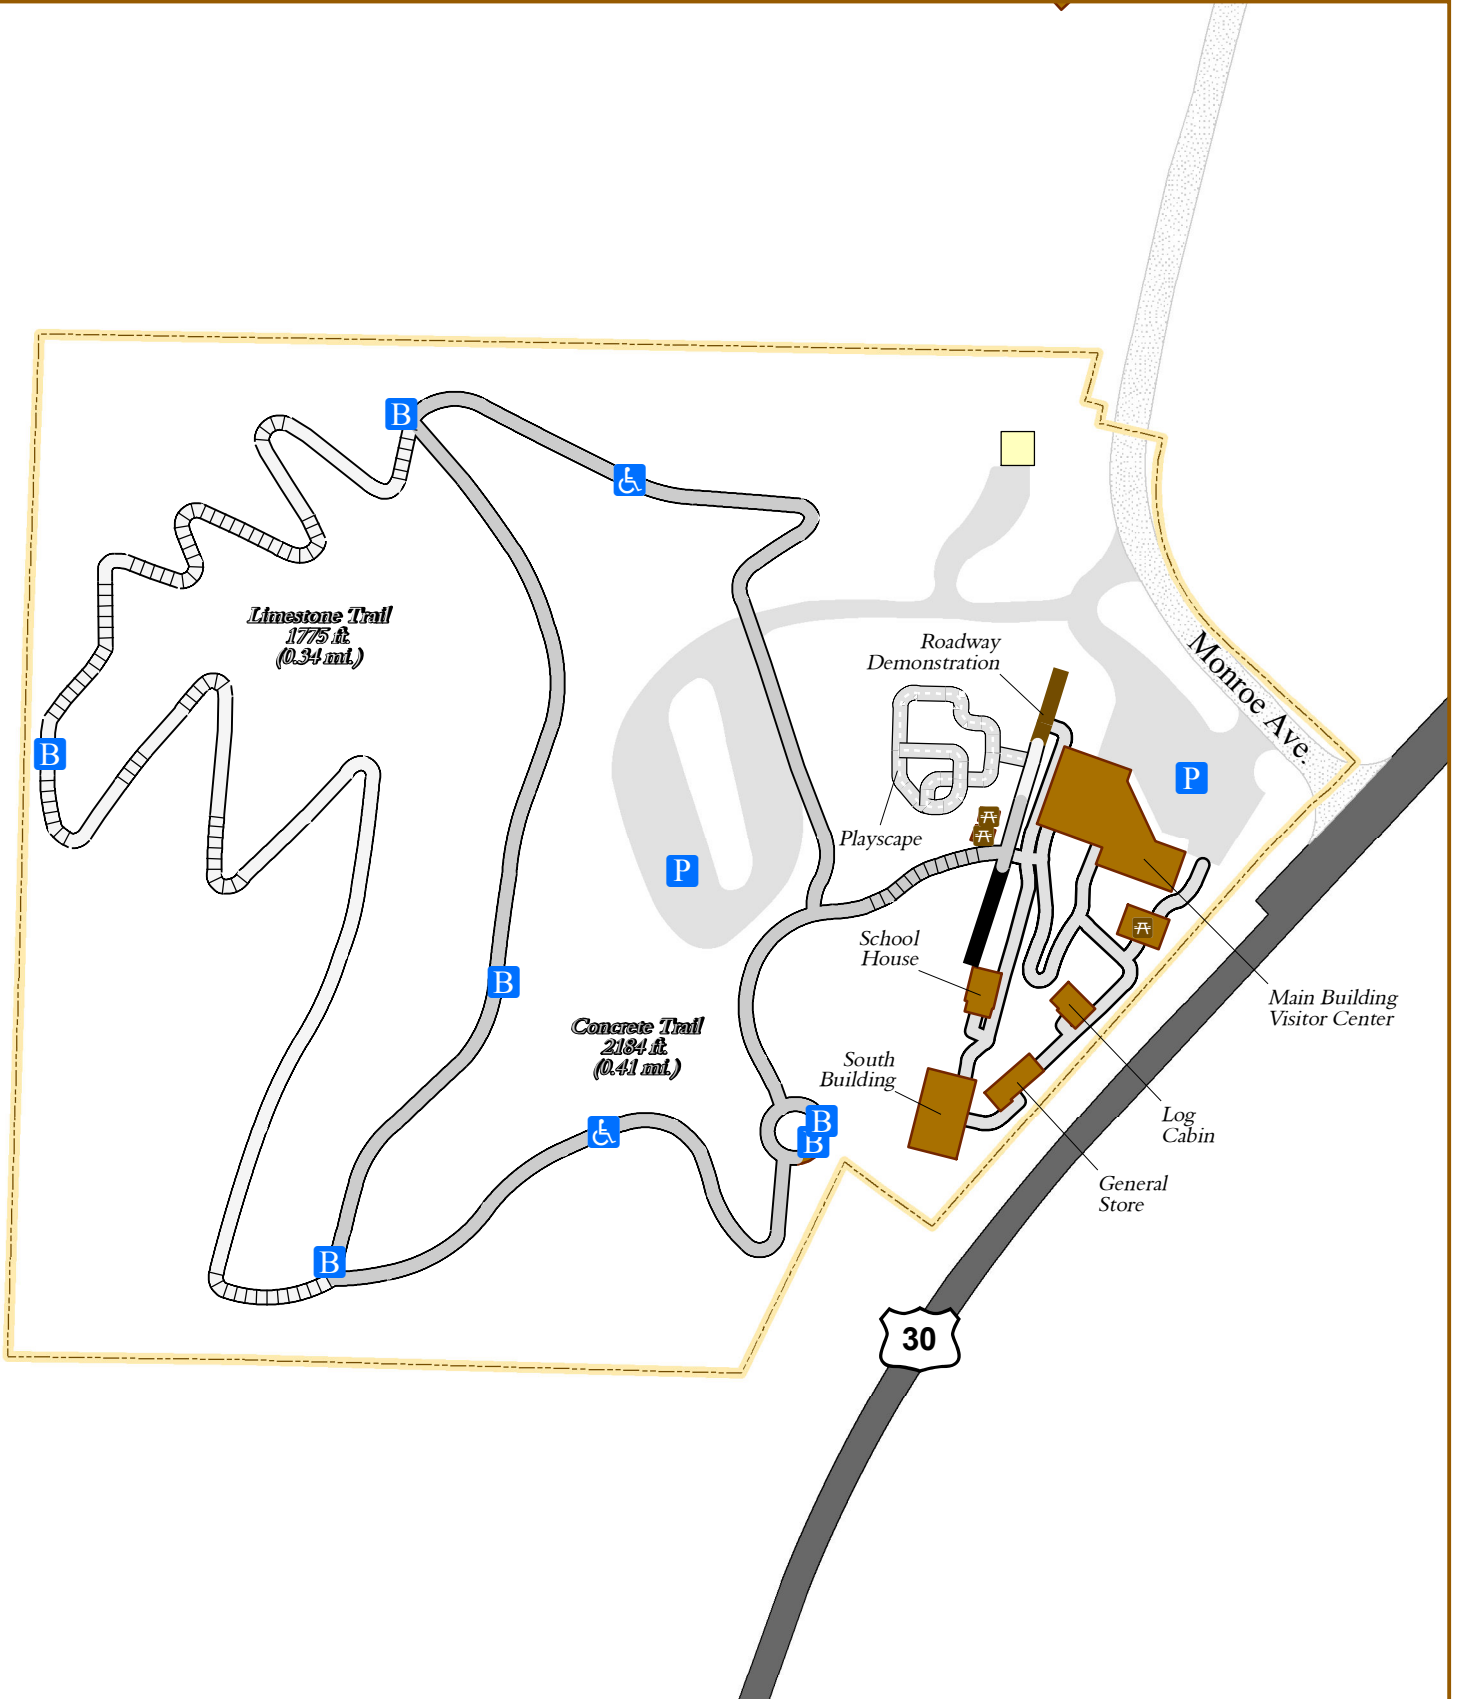 B
B
Limestone Trail
1775 ft.
(0.34 mi.)
Roadway
Demonstration
Monroe Ave.
B
P
Playscape
P
School
House
B
Main Building
Visitor Center
Concrete Trail
2184 ft.
(0.41 mi.)
South
Building
B
Log
Cabin
B
General
Store
30